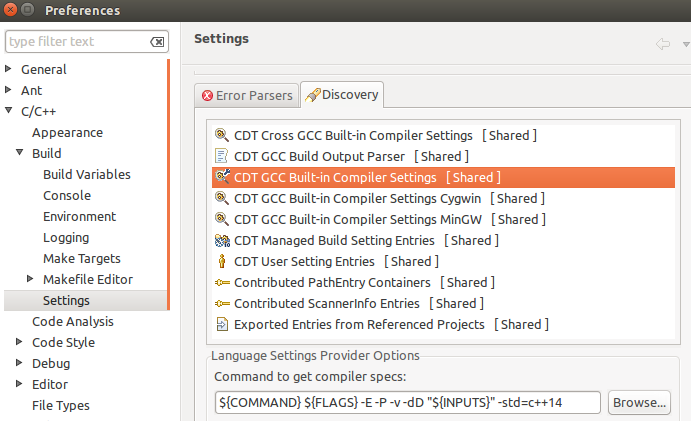 Preferences
type filter text
General
Ant
C/C++
Appearance
Build
Build Variables
Console
Environment
Logging
Make Targets
Makefile Editor
Settings
Code Analysis
Code Style
Debug
Editor
File Types
Settings
Error Parsers
Discovery
CDT Cross GCC Built-in Compiler Settings [ Shared ]
CDT GCC Build Output Parser [ Shared ]
CDT GCC Built-in Compiler Settings [ Shared ]
CDT GCC Built-in Compiler Settings Cygwin [ Shared ]
CDT GCC Built-in Compiler Settings MinGW [ Shared ]
CDT Managed Build Setting Entries [ Shared ]
CDT User Setting Entries [ Shared ]
Contributed PathEntry Containers [ Shared ]
Contributed ScannerInfo Entries [ Shared ]
Exported Entries from Referenced Projects [ Shared ]
Language Settings Provider Options
Command to get compiler specs:
${COMMAND} ${FLAGS} -E -P -v -dD "${INPUTS}" -std=c++14
Browse...